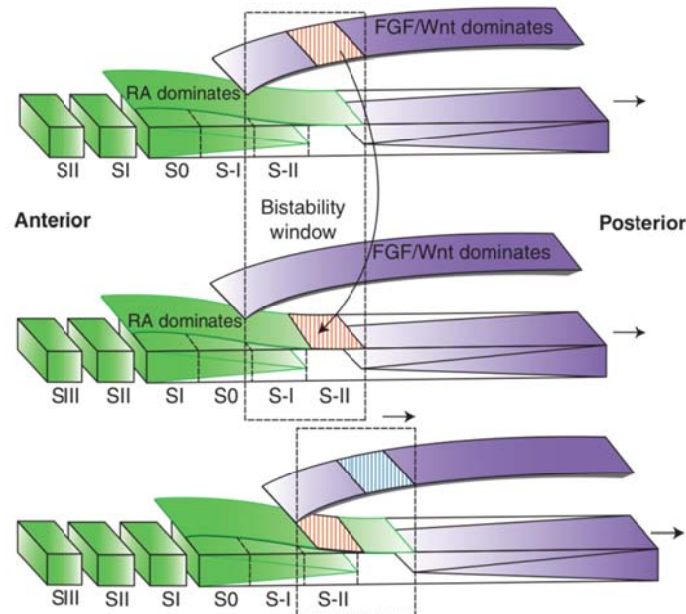 FGF/Wnt dominates
RA dominates
SII SI S0 S-I S-II
Anterior
Bistability
window
Posterior
FGF/Wnt dominates
RA dominates
SIII SII SI S0 S-I S-II
SIII SII SI S0 S-I S-II